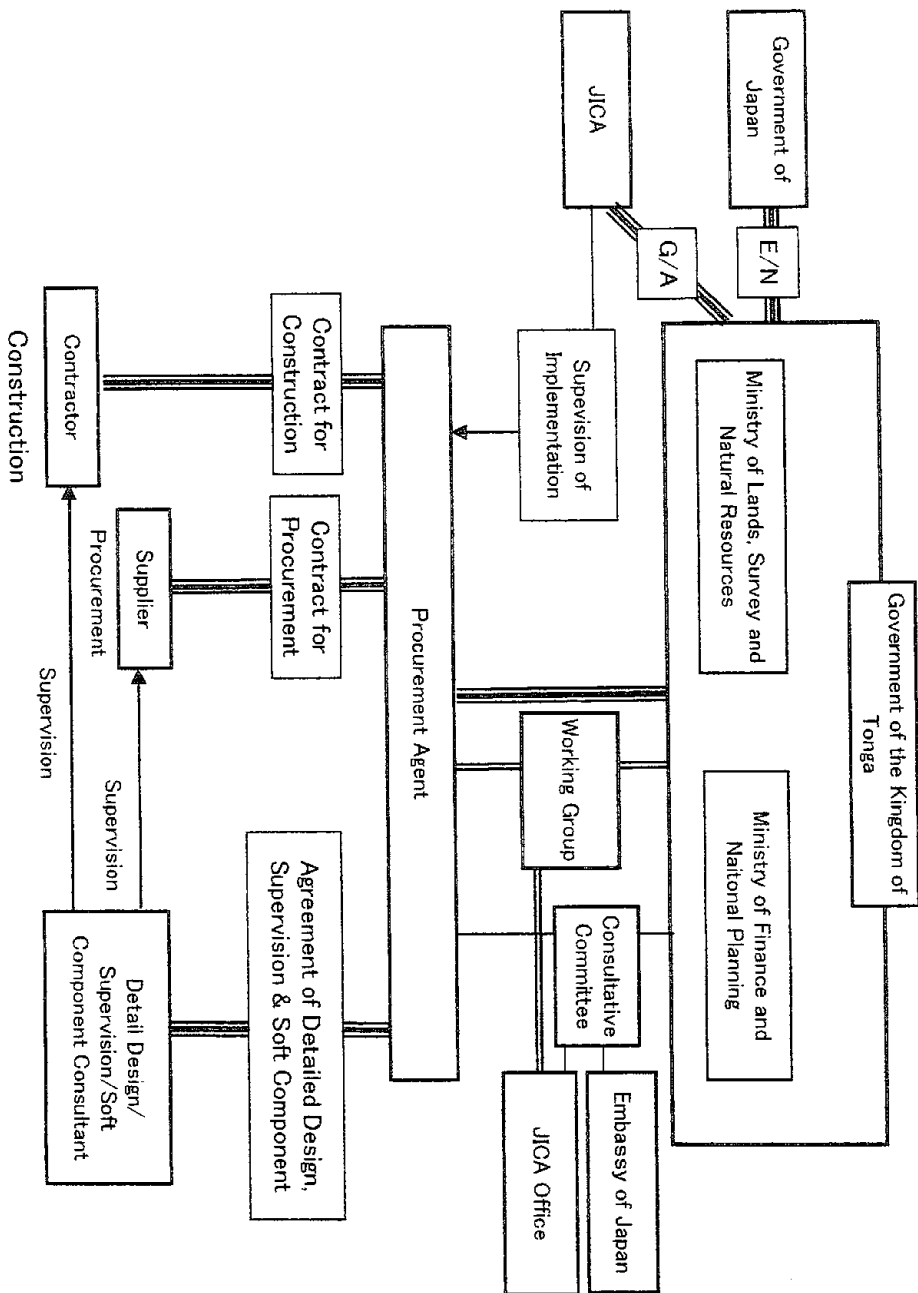 Government of the Kingdom of
Tonga
Government of
Japan
E/N
Ministry of Lands, Survey and
Natural Resources
Ministry of Finance and
Naitonal Planning
JICA
G/A
Supevision of
Implementation
Working Group
Consultative
Committee
Embassy of Japan
JICA Office
Procurement Agent
Contract for
Construction
Contract for
Procurement
Agreement of Detailed Design,
Supervision & Soft Component
Contractor
Construction
Supplier
Procurement
Supervision
Supervision
Detail Design/
Supervision/Soft
Component Consultant